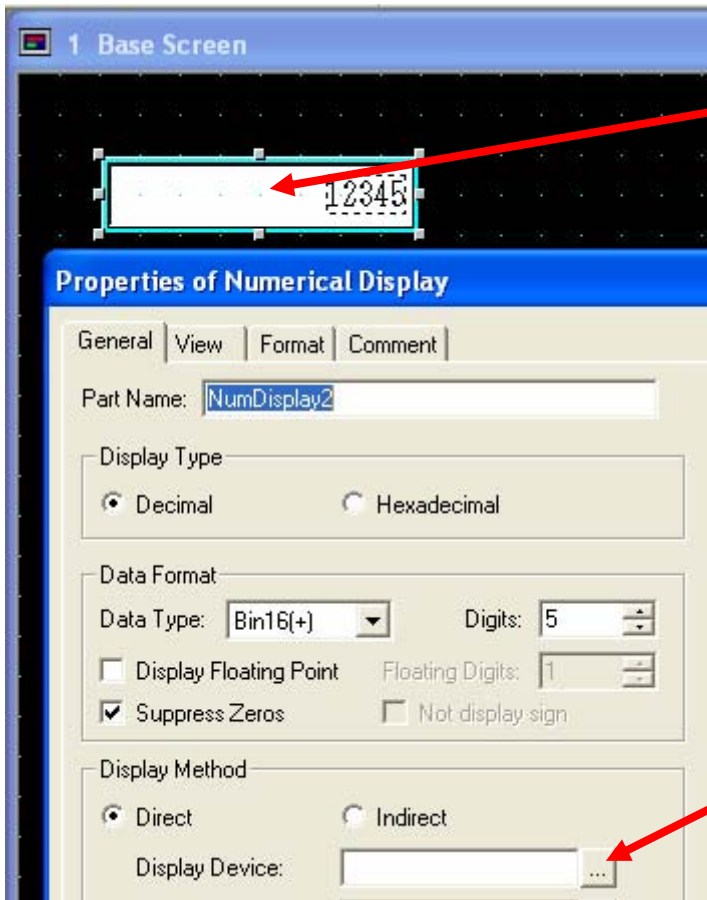 1 Base Screen
12345
Properties of Numerical Display
General View Format Comment
Part Name: NumDisplay2
Display Type
Decimal Hexadecimal
Data Format
Data Type: Bin16(+) Digits: 5
Display Floating Point Floating Digits: 1
Suppress Zeros Not display sign
Display Method
Direct Indirect
Display Device: ...